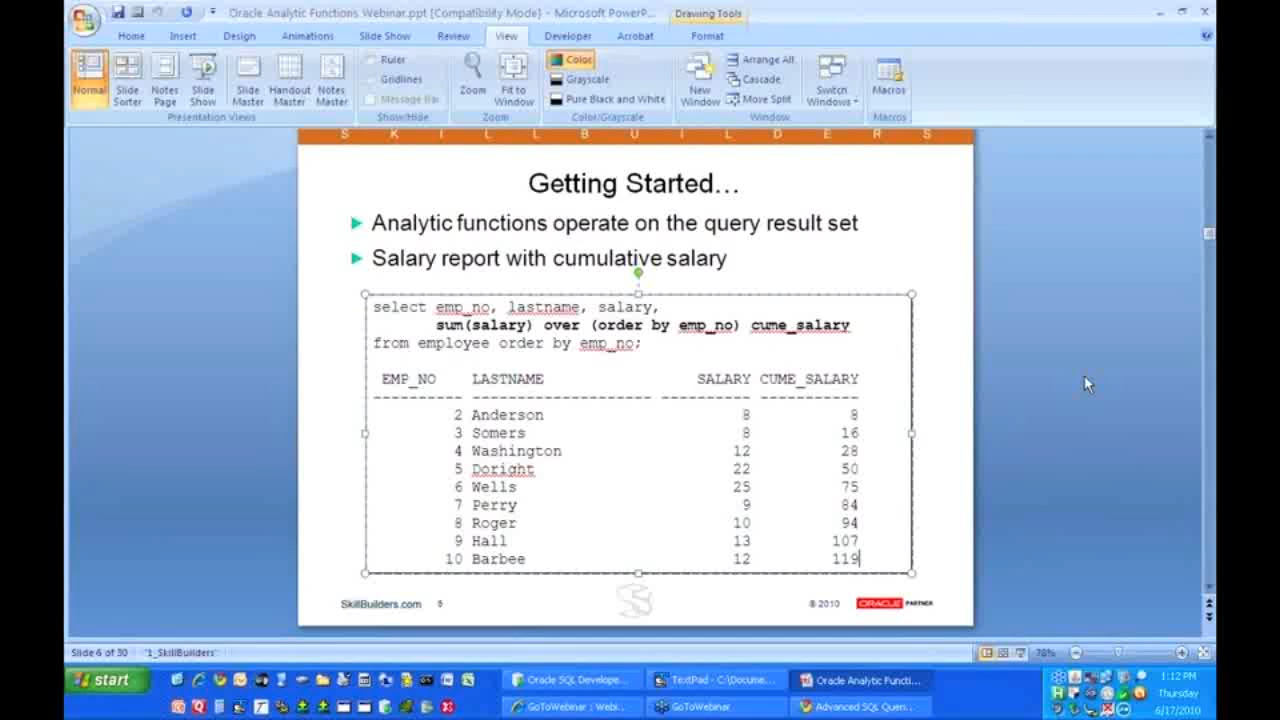 Oracle Analytic Functions Webinar.ppt [Compatibility Mode] - Microsoft PowerP... Drawing Tools
Home Insert Design Animations Slide Show Review View Developer Acrobat Format
Normal Slide Sorter Notes Page Slide Show Slide Master Handout Master Notes Master
Ruler
Gridlines
Message Bar
Zoom Fit to Window
Color
Grayscale
Pure Black and White
New Window
Arrange All
Cascade
Move Split
Switch Windows
Macros
Presentation Views Show/Hide Zoom Color/Grayscale Window Macros
S K I L L B U I L D E R S
Getting Started...
Analytic functions operate on the query result set
Salary report with cumulative salary
select emp_no, lastname, salary,
sum(salary) over (order by emp_no) cume_salary
from employee order by emp_no;
EMP_NO LASTNAME SALARY CUME_SALARY
---------- -------------------- ---------- -----------
2 Anderson 8 8
3 Somers 8 16
4 Washington 12 28
5 Doright 22 50
6 Wells 25 75
7 Perry 9 84
8 Roger 10 94
9 Hall 13 107
10 Barbee 12 119
SkillBuilders.com 5 © 2010 ORACLE PARTNER
Slide 6 of 30 "1_SkillBuilders" 78%
start Oracle SQL Develope... TextPad - C:\Docume... Oracle Analytic Functi... 1:12 PM
Thursday
GoToWebinar : Webi... GoToWebinar Advanced SQL Quer... 6/17/2010